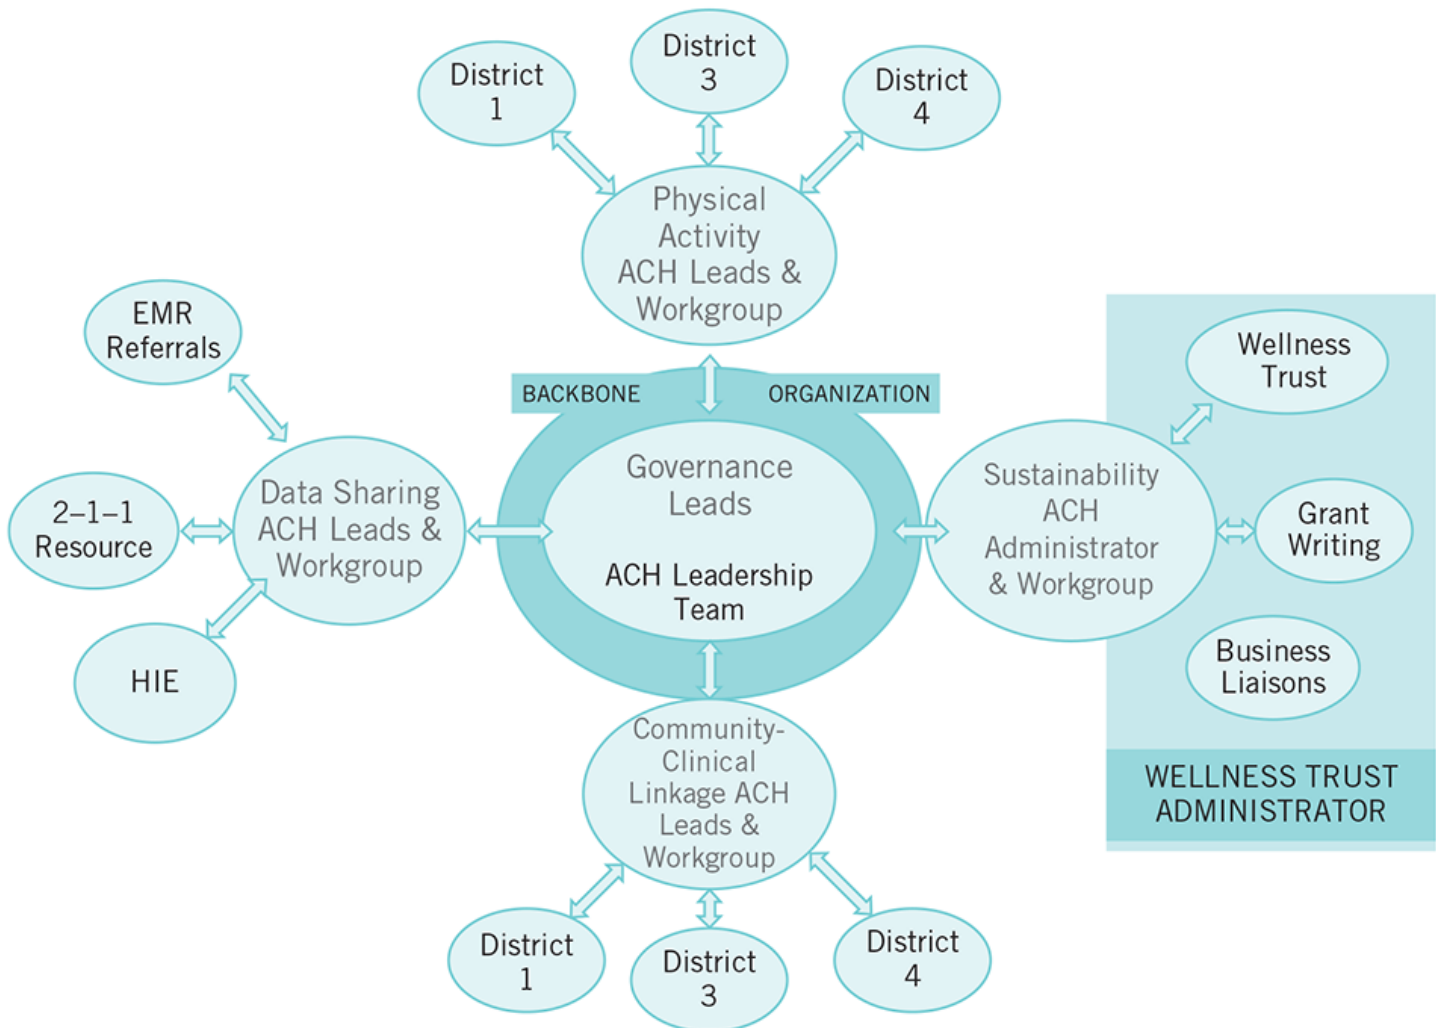 District
1
District
3
District
4
Physical
Activity
ACH Leads &
Workgroup
EMR
Referrals
2–1–1
Resource
HIE
Data Sharing
ACH Leads &
Workgroup
BACKBONE ORGANIZATION
Governance
Leads
ACH Leadership
Team
Sustainability
ACH
Administrator
& Workgroup
Wellness
Trust
Grant
Writing
Business
Liaisons
WELLNESS TRUST
ADMINISTRATOR
Community-
Clinical
Linkage ACH
Leads &
Workgroup
District
1
District
3
District
4